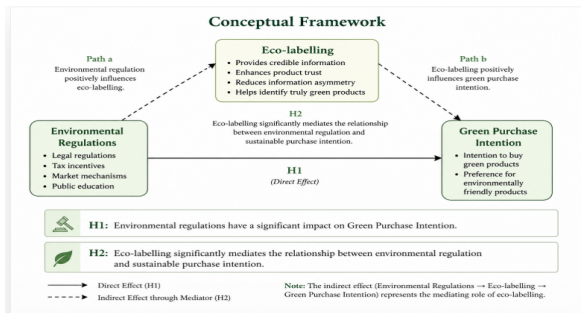 Conceptual Framework
Eco-labelling
• Provides credible information
• Enhances product trust
• Reduces information asymmetry
• Helps identify truly green products
Path a
Environmental regulation
positively influences
eco-labelling.
Path b
Eco-labelling positively
influences green purchase
intention.
H2
Eco-labelling significantly mediates the relationship
between environmental regulation and
sustainable purchase intention.
Environmental
Regulations
• Legal regulations
• Tax incentives
• Market mechanisms
• Public education
H1
(Direct Effect)
Green Purchase
Intention
• Intention to buy
green products
• Preference for
environmentally
friendly products
H1: Environmental regulations have a significant impact on Green Purchase Intention.
H2: Eco-labelling significantly mediates the relationship between environmental regulation
and sustainable purchase intention.
Direct Effect (H1)
Indirect Effect through Mediator (H2)
Note: The indirect effect (Environmental Regulations → Eco-labelling →
Green Purchase Intention) represents the mediating role of eco-labelling.